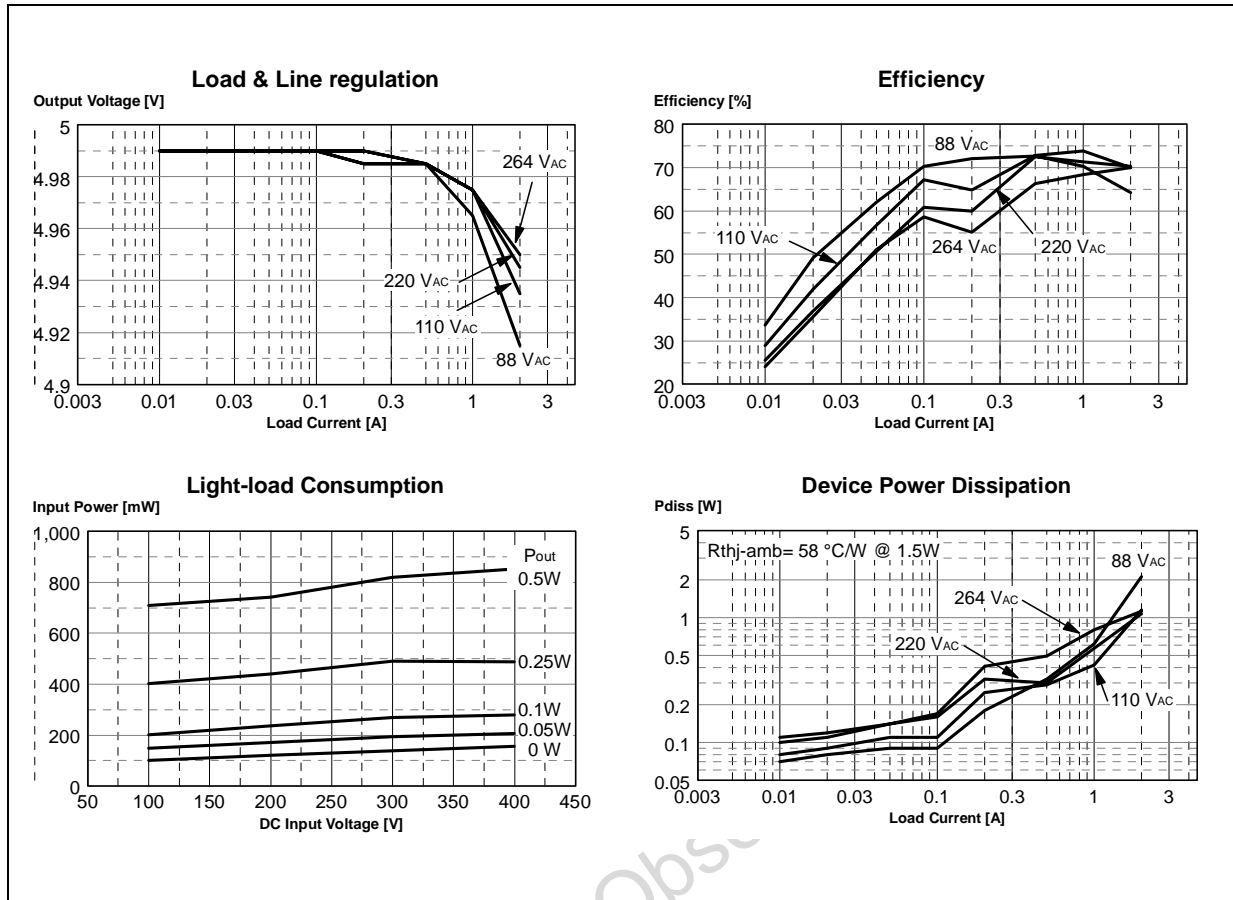 Load & Line regulation
Output Voltage [V]
5
4.98
4.96
4.94
4.92
4.9
264 VAC
220 VAC
110 VAC
88 VAC
0.003 0.01 0.03 0.1 0.3 1 3
Load Current [A]
Efficiency
Efficiency [%]
80
70
60
50
40
30
20
88 VAC
110 VAC
264 VAC
220 VAC
0.003 0.01 0.03 0.1 0.3 1 3
Load Current [A]
Light-load Consumption
Input Power [mW]
1,000
800
600
400
200
0
Pout
0.5W
0.25W
0.1W
0.05W
0 W
50 100 150 200 250 300 350 400 450
DC Input Voltage [V]
Device Power Dissipation
Pdiss [W]
5
2
1
0.5
0.2
0.1
0.05
Rthj-amb= 58 °C/W @ 1.5W
88 VAC
264 VAC
220 VAC
110 VAC
0.003 0.01 0.03 0.1 0.3 1 3
Load Current [A]